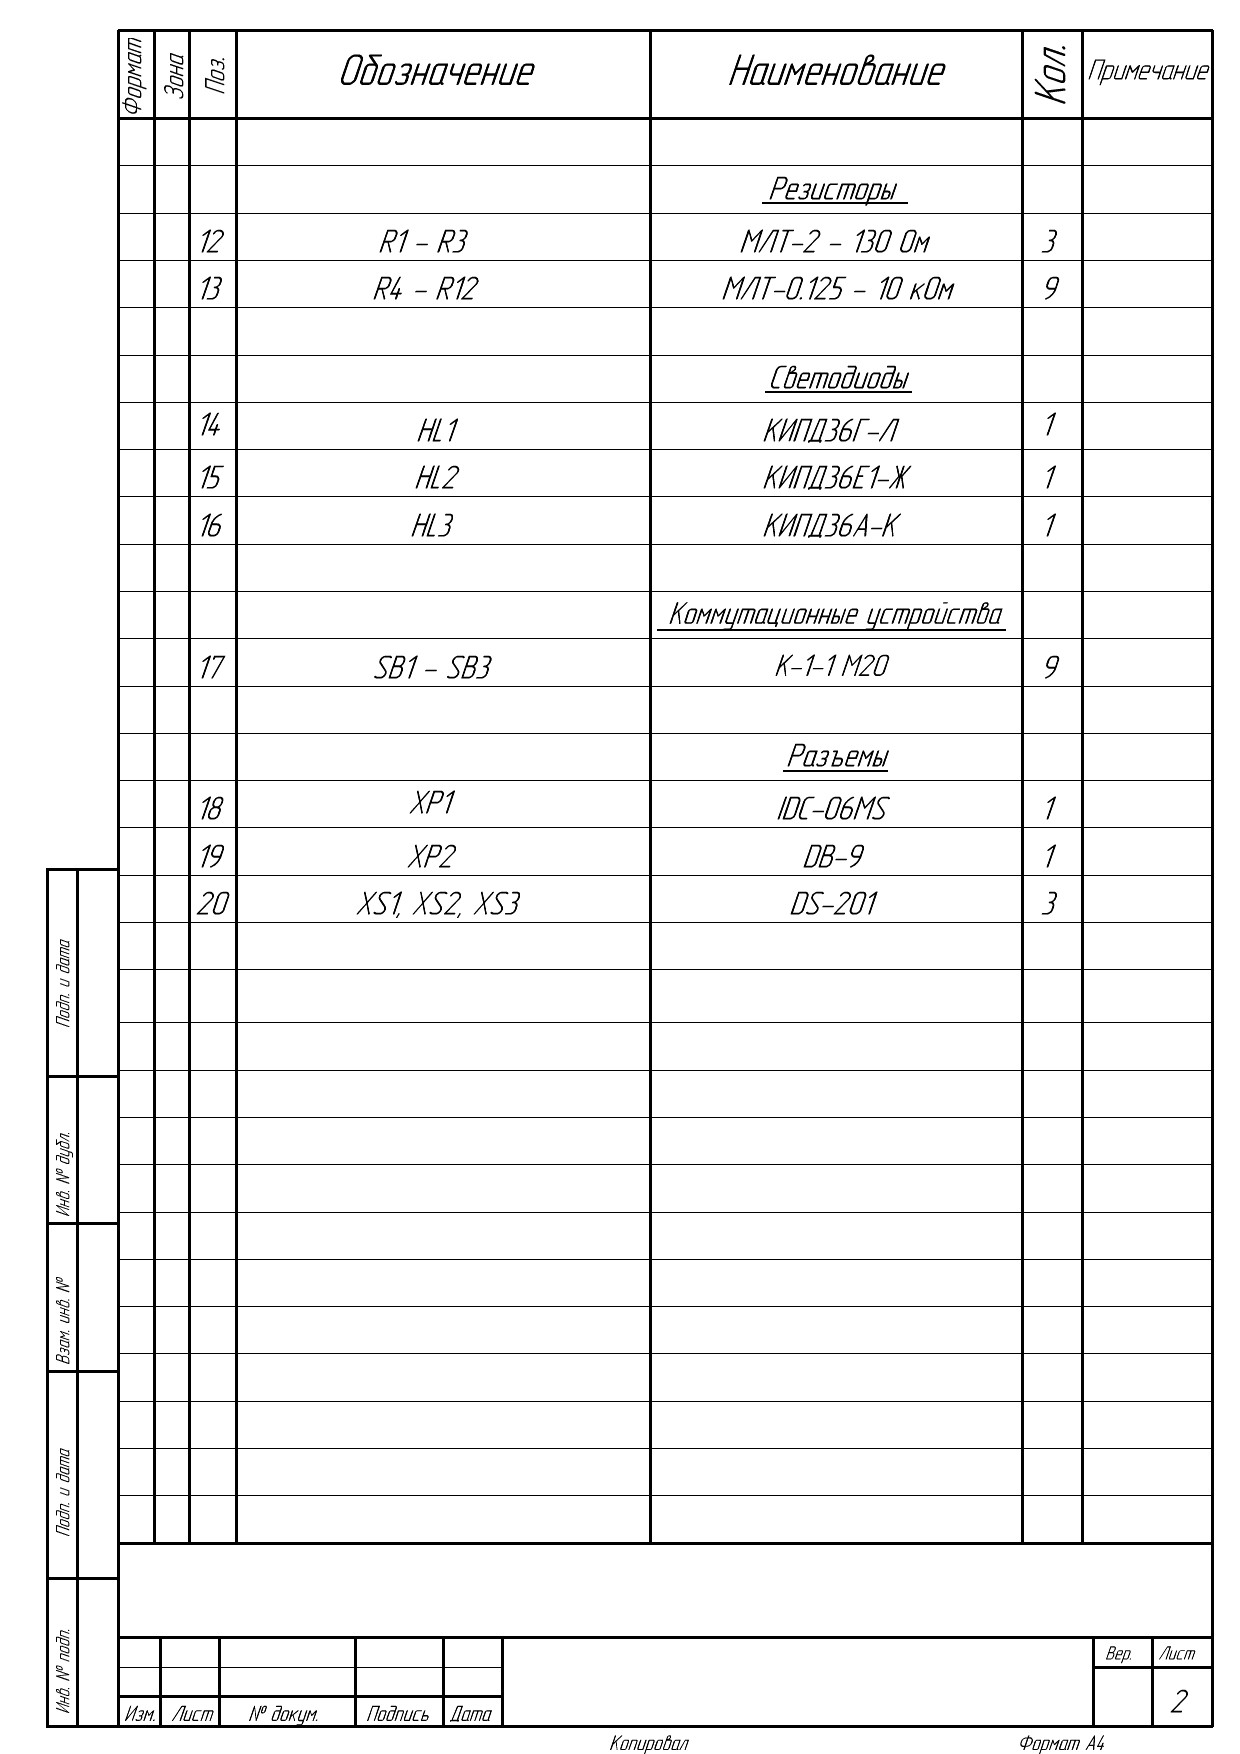 Формат Зона Поз. Обозначение Наименование Кол. Примечание
Резисторы
12 R1 – R3 МЛТ–2 – 130 Ом 3
13 R4 – R12 МЛТ–0.125 – 10 кОм 9
Светодиоды
14 HL1 КИПД36Г–Л 1
15 HL2 КИПД36Е1–Ж 1
16 HL3 КИПД36А–К 1
Коммутационные устройства
17 SB1 – SB3 К–1–1 М20 9
Разъемы
18 XP1 IDC–06MS 1
19 XP2 DB–9 1
20 XS1, XS2, XS3 DS–201 3
Подп. и дата
Инв. № дубл.
Взам. инв. №
Подп. и дата
Инв. № подп.
Вер. Лист
2
Изм. Лист № докум. Подпись Дата
Копировал Формат А4